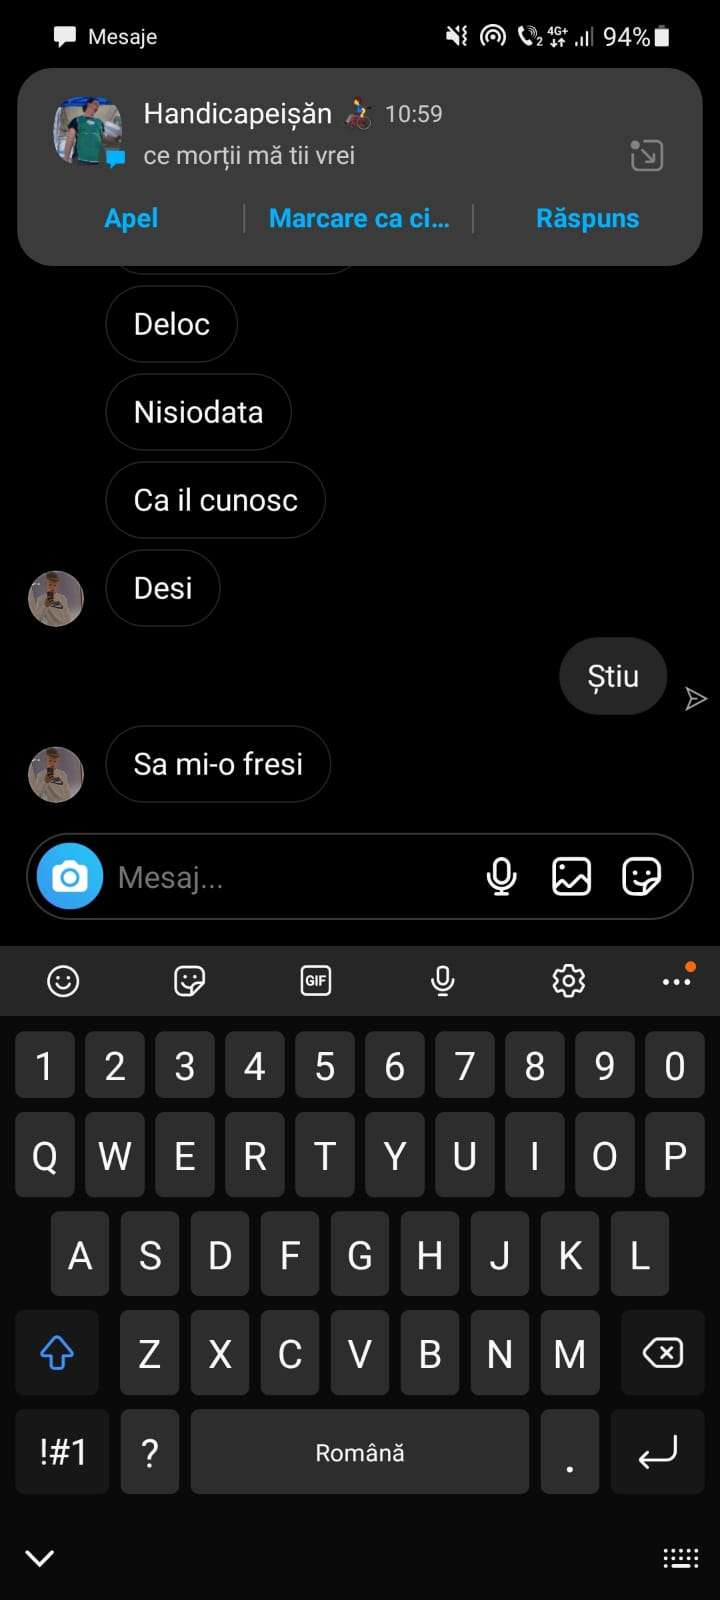 Mesaje
4G+
2
94%
Handicapeișăn 10:59
ce morții mă tii vrei
Apel
Marcare ca ci...
Răspuns
Deloc
Nisiodata
Ca il cunosc
Desi
Știu
Sa mi-o fresi
Mesaj...
GIF
1 2 3 4 5 6 7 8 9 0
Q W E R T Y U I O P
A S D F G H J K L
Z X C V B N M
!#1 ? Română .